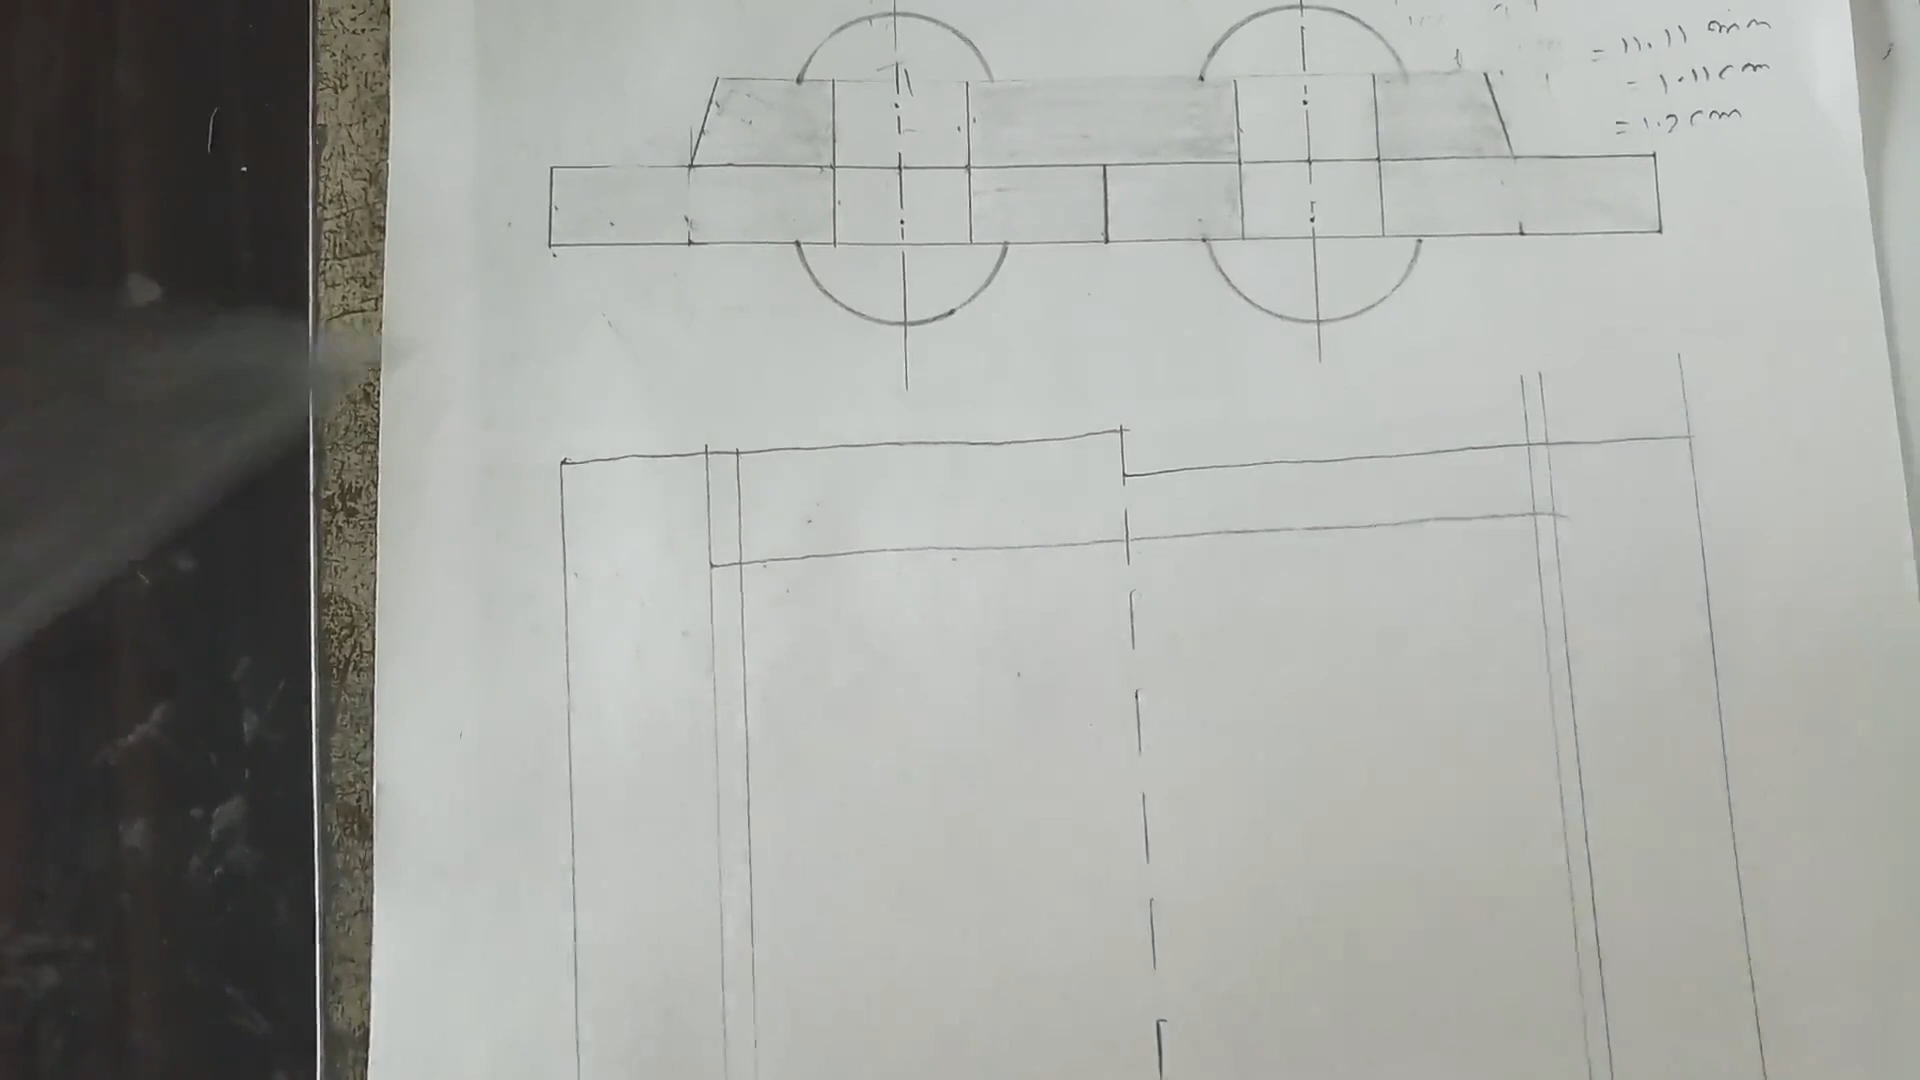 = 11.11 mm
= 1.11 cm
= 1.2 cm